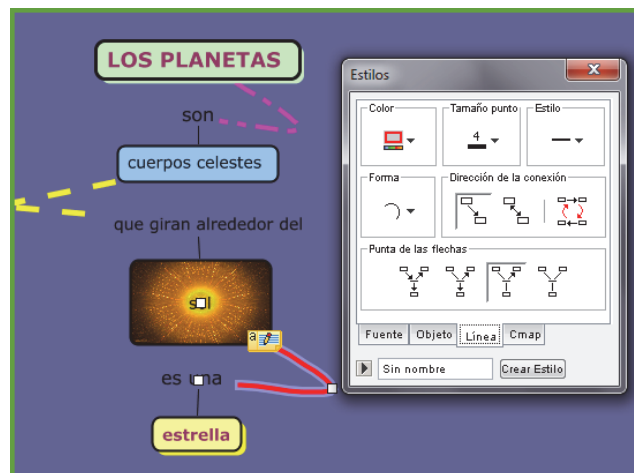 LOS PLANETAS
son
cuerpos celestes
que giran alrededor del
sol
a
es una
estrella
Estilos
Color
Tamaño punto
Estilo
4
Forma
Dirección de la conexión
Punta de las flechas
Fuente Objeto Línea Cmap
Sin nombre Crear Estilo